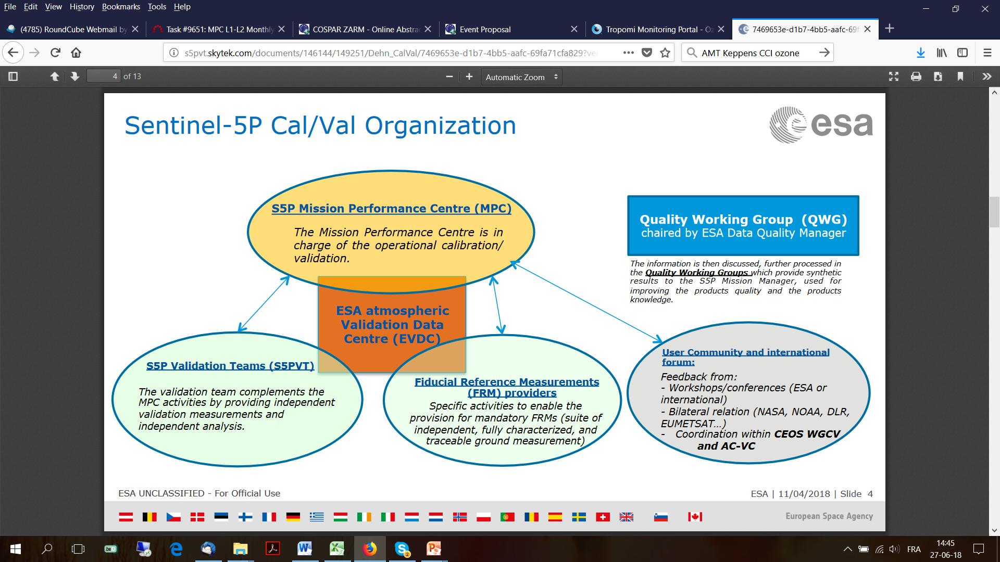 File Edit View History Bookmarks Tools Help
(4785) RoundCube Webmail by
Task #9651: MPC L1-L2 Monthly
COSPAR ZARM - Online Abstrac
Event Proposal
Tropomi Monitoring Portal - Oz
7469653e-d1b7-4bb5-aafc-69f
s5pvt.skytek.com/documents/146144/149251/Dehn_CalVal/7469653e-d1b7-4bb5-aafc-69fa71cfa829?ver
AMT Keppens CCI ozone
4 of 13
Automatic Zoom
Sentinel-5P Cal/Val Organization
esa
S5P Mission Performance Centre (MPC)
The Mission Performance Centre is in
charge of the operational calibration/
validation.
Quality Working Group (QWG)
chaired by ESA Data Quality Manager
The information is then discussed, further processed in
the Quality Working Groups which provide synthetic
results to the S5P Mission Manager, used for
improving the products quality and the products
knowledge.
ESA atmospheric
Validation Data
Centre (EVDC)
S5P Validation Teams (S5PVT)
The validation team complements the
MPC activities by providing independent
validation measurements and
independent analysis.
Fiducial Reference Measurements
(FRM) providers
Specific activities to enable the
provision for mandatory FRMs (suite of
independent, fully characterized, and
traceable ground measurement)
User Community and international
forum:
Feedback from:
- Workshops/conferences (ESA or
international)
- Bilateral relation (NASA, NOAA, DLR,
EUMETSAT...)
- Coordination within CEOS WGCV
and AC-VC
ESA UNCLASSIFIED - For Official Use
ESA | 11/04/2018 | Slide 4
European Space Agency
FRA
14:45
27-06-18